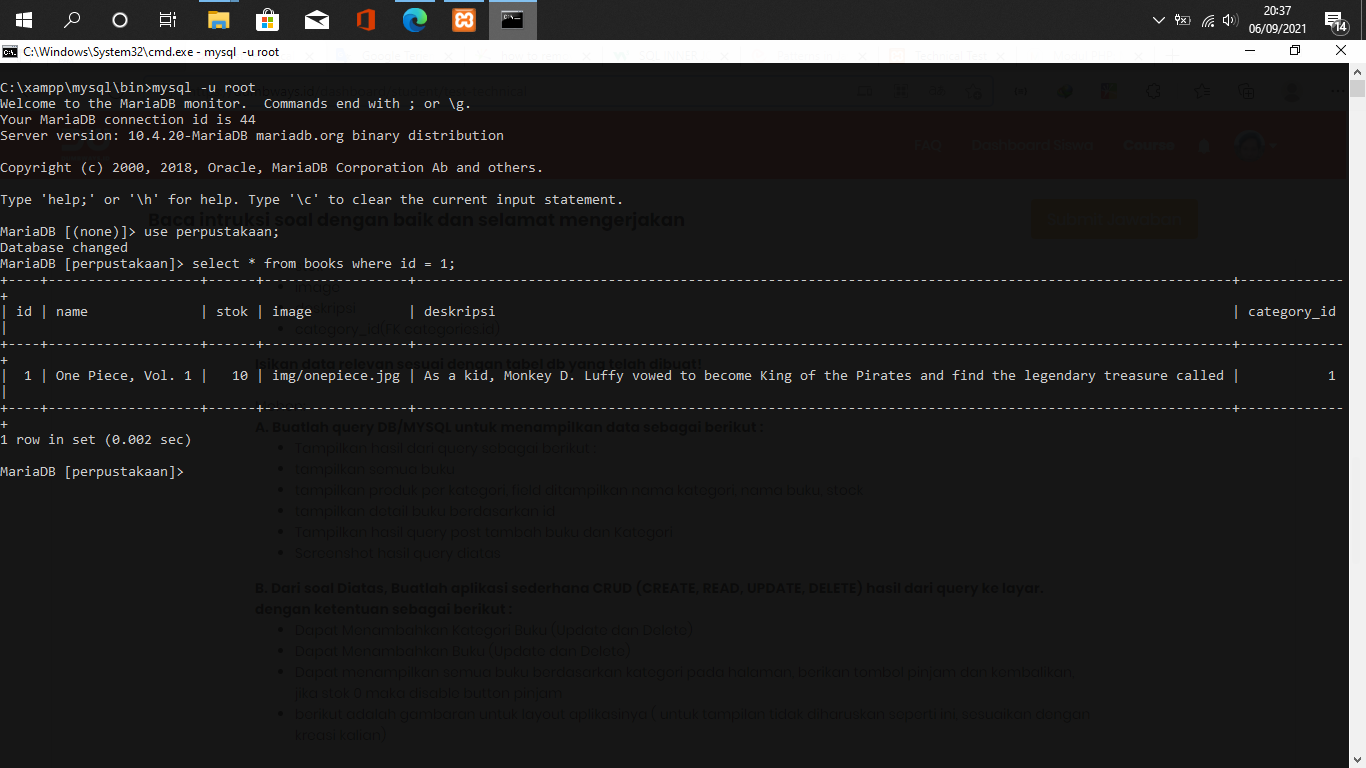 20:37
06/09/2021
14
C:\Windows\System32\cmd.exe - mysql  -u root
C:\xampp\mysql\bin>mysql -u root
Welcome to the MariaDB monitor.  Commands end with ; or \g.
Your MariaDB connection id is 44
Server version: 10.4.20-MariaDB mariadb.org binary distribution
FAQ Dashboard Siswa Course
Copyright (c) 2000, 2018, Oracle, MariaDB Corporation Ab and others.
Type 'help;' or '\h' for help. Type '\c' to clear the current input statement.
Baca intruksi soal dengan baik dan selamat mengerjakan
MariaDB [(none)]> use perpustakaan;
Database changed
MariaDB [perpustakaan]> select * from books where id = 1;
+----+-------------------+------+------------------+------------------------------------------------------------------------------------------------------+-------------
+
| id | name              | stok | image            | deskripsi                                                                                            | category_id
|
+----+-------------------+------+------------------+------------------------------------------------------------------------------------------------------+-------------
+
|  1 | One Piece, Vol. 1 |   10 | img/onepiece.jpg | As a kid, Monkey D. Luffy vowed to become King of the Pirates and find the legendary treasure called |           1
|
+----+-------------------+------+------------------+------------------------------------------------------------------------------------------------------+-------------
+
1 row in set (0.002 sec)
MariaDB [perpustakaan]>
image
deskripsi
category_id(FK categories.id)
Isikan data relevan sesuai dengan tabel db yang telah dibuat!
A. Buatlah query DB/MYSQL untuk menampilkan data sebagai berikut :
Tampilkan hasil dari query sebagai berikut
tampilkan semua buku
tampilkan produk per kategori, field ditampilkan nama kategori, nama buku, stock
tampilkan detail buku berdasarkan id
Tampilkan hasil query post tambah buku dan Kategori
Screenshot hasil query diatas
B. Dari soal Diatas, Buatlah aplikasi sederhana CRUD (CREATE, READ, UPDATE, DELETE) hasil dari query ke layar.
dengan ketentuan sebagai berikut :
Dapat Menambahkan Kategori Buku (Update dan Delete)
Dapat Menambahkan Buku (Update dan Delete)
Dapat menampilkan semua buku berdasarkan kategori pada halaman, berikan tombol pinjam dan kembalikan,
jika stok 0 maka disable button pinjam
berikut adalah gambaran untuk layout aplikasinya ( untuk tampilan tidak diharuskan seperti ini, sesuaikan dengan
kreasi kalian)